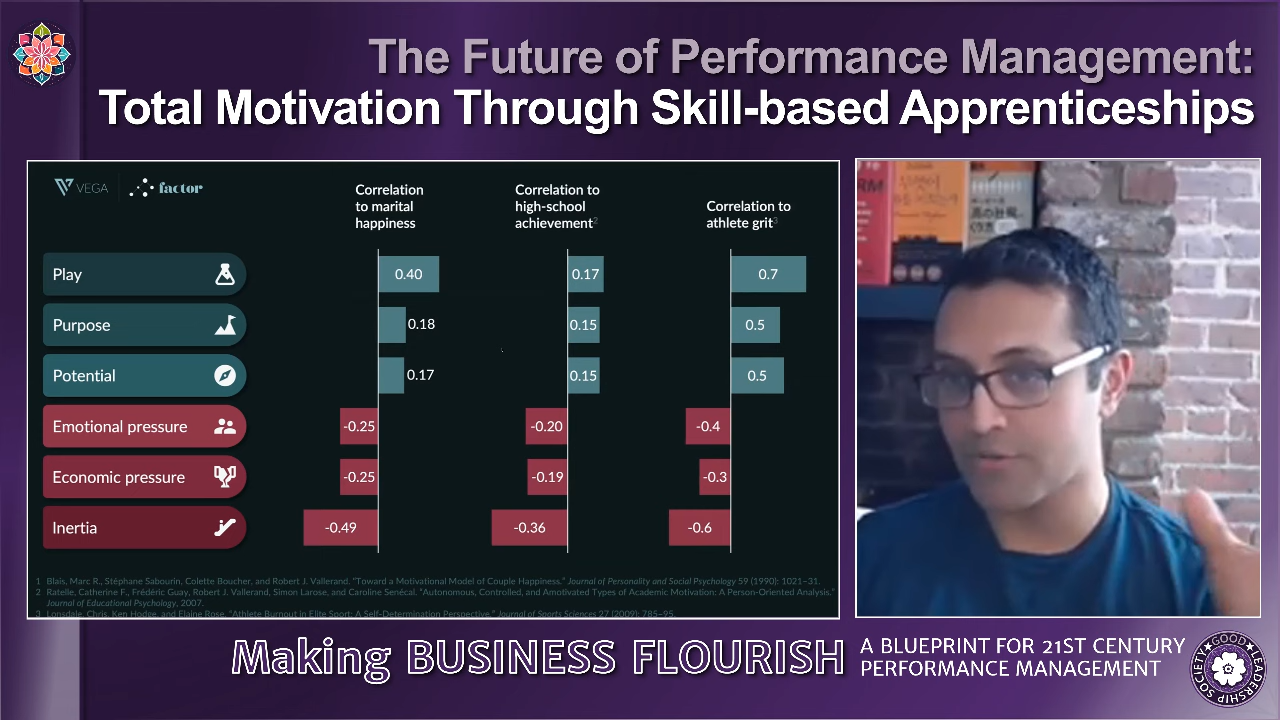 The Future of Performance Management:
Total Motivation Through Skill-based Apprenticeships
VEGA
factor
Correlation
to marital
happiness
Correlation to
high-school
achievement2
Correlation to
athlete grit3
Play
0.40
0.17
0.7
Purpose
0.18
0.15
0.5
Potential
0.17
0.15
0.5
Emotional pressure
-0.25
-0.20
-0.4
Economic pressure
-0.25
-0.19
-0.3
Inertia
-0.49
-0.36
-0.6
1 Blais, Marc R., Stéphane Sabourin, Colette Boucher, and Robert J. Vallerand. "Toward a Motivational Model of Couple Happiness." Journal of Personality and Social Psychology 59 (1990): 1021–31.
2 Ratelle, Catherine F., Frédéric Guay, Robert J. Vallerand, Simon Larose, and Caroline Senécal. "Autonomous, Controlled, and Amotivated Types of Academic Motivation: A Person-Oriented Analysis."
Journal of Educational Psychology, 2007.
3 Lonsdale, Chris, Ken Hodge, and Elaine Rose. "Athlete Burnout in Elite Sport: A Self-Determination Perspective." Journal of Sports Sciences 27 (2009): 785–95.
Making BUSINESS FLOURISH
A BLUEPRINT FOR 21ST CENTURY
PERFORMANCE MANAGEMENT
GOOD LEADERSHIP SOCIETY